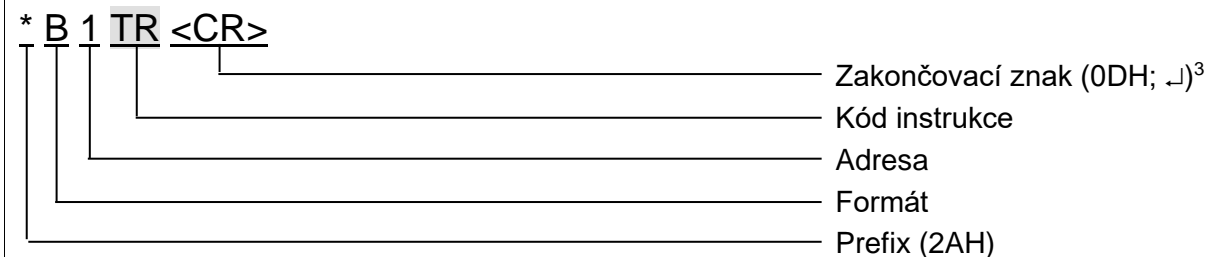 * B 1 TR <CR>
Zakončovací znak (0DH; ↵)³
Kód instrukce
Adresa
Formát
Prefix (2AH)